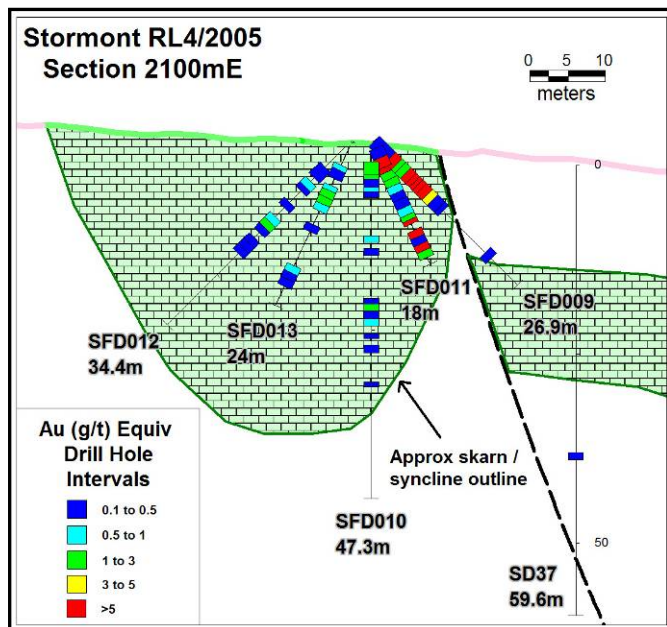 Stormont RL4/2005
Section 2100mE
0 5 10
meters
0
SFD011
18m
SFD009
26.9m
SFD013
24m
SFD012
34.4m
Au (g/t) Equiv
Drill Hole
Intervals
0.1 to 0.5
0.5 to 1
1 to 3
3 to 5
>5
Approx skarn /
syncline outline
SFD010
47.3m
50
SD37
59.6m